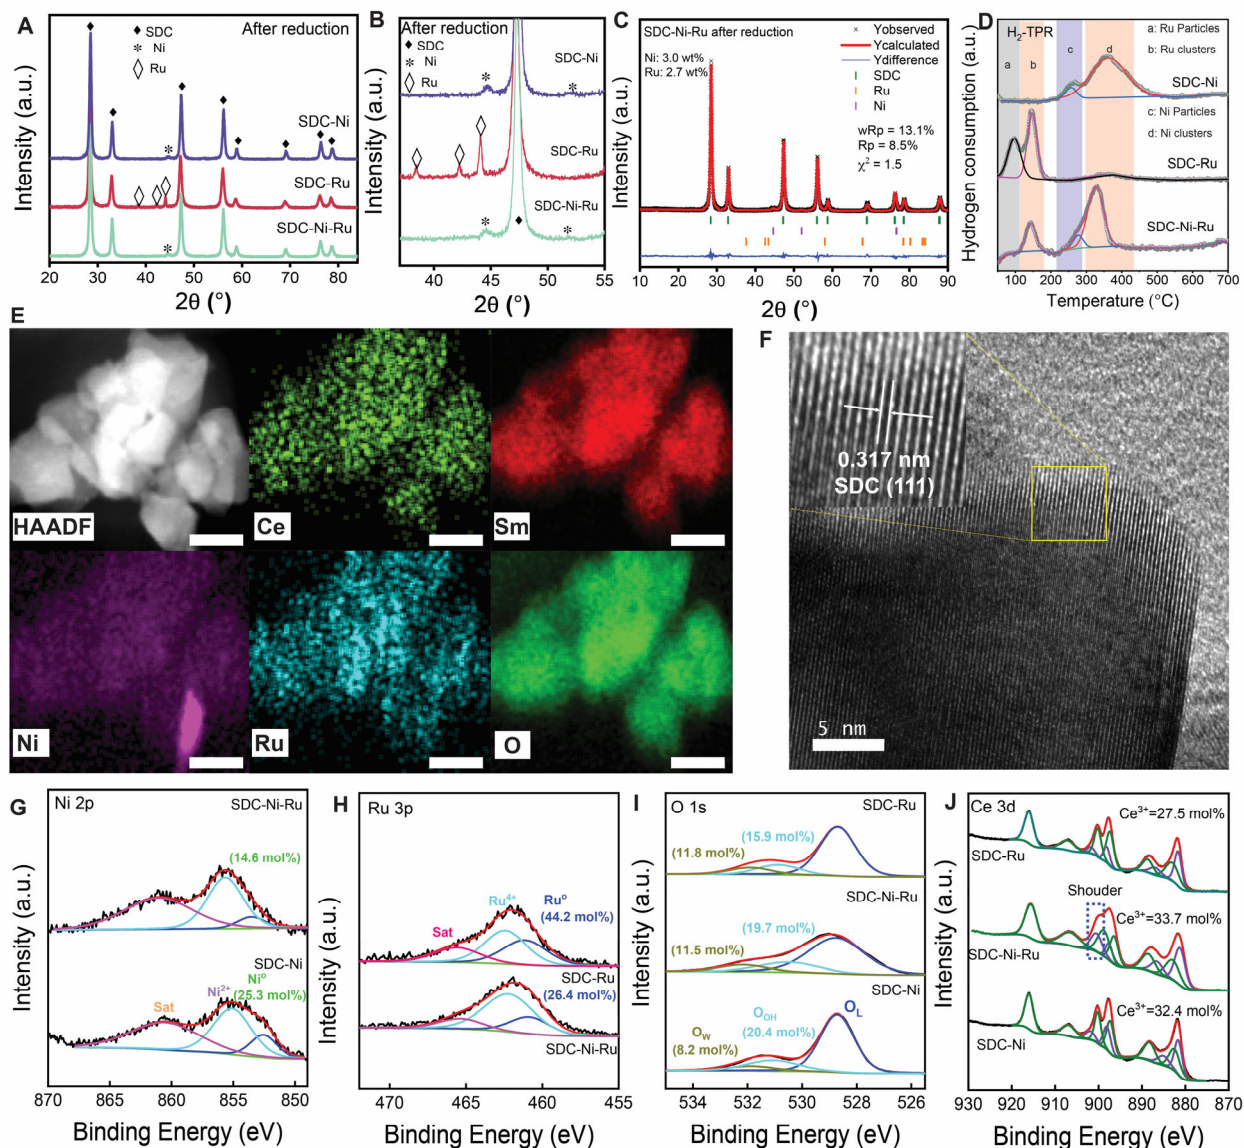 A
After reduction
SDC
Ni
Ru
SDC-Ni
SDC-Ru
SDC-Ni-Ru
Intensity (a.u.)
20 30 40 50 60 70 80
2θ (°)
B
After reduction
SDC
Ni
Ru
SDC-Ni
SDC-Ru
SDC-Ni-Ru
Intensity (a.u.)
40 45 50 55
2θ (°)
C
SDC-Ni-Ru after reduction
Ni: 3.0 wt%
Ru: 2.7 wt%
Yobserved
Ycalculated
Ydifference
SDC
Ru
Ni
wRp = 13.1%
Rp = 8.5%
χ² = 1.5
Intensity (a.u.)
10 20 30 40 50 60 70 80 90
2θ (°)
D
H₂-TPR
a b c d
a: Ru Particles
b: Ru clusters
SDC-Ni
c: Ni Particles
d: Ni clusters
SDC-Ru
SDC-Ni-Ru
Hydrogen consumption (a.u.)
100 200 300 400 500 600 700
Temperature (°C)
E
HAADF
Ce
Sm
Ni
Ru
O
F
0.317 nm
SDC (111)
5 nm
G
Ni 2p
SDC-Ni-Ru
(14.6 mol%)
SDC-Ni
Ni⁰
Sat
Ni²⁺
(25.3 mol%)
Intensity (a.u.)
870 865 860 855 850
Binding Energy (eV)
H
Ru 3p
Ru⁴⁺
Ru⁰
(44.2 mol%)
Sat
SDC-Ru
(26.4 mol%)
SDC-Ni-Ru
Intensity (a.u.)
470 465 460 455
Binding Energy (eV)
I
O 1s
SDC-Ru
(15.9 mol%)
(11.8 mol%)
SDC-Ni-Ru
(19.7 mol%)
(11.5 mol%)
SDC-Ni
O_W
O_OH
O_L
(8.2 mol%)
(20.4 mol%)
Intensity (a.u.)
534 532 530 528 526
Binding Energy (eV)
J
Ce 3d
Ce³⁺=27.5 mol%
SDC-Ru
Shouder
Ce³⁺=33.7 mol%
SDC-Ni-Ru
Ce³⁺=32.4 mol%
SDC-Ni
Intensity (a.u.)
930 920 910 900 890 880 870
Binding Energy (eV)